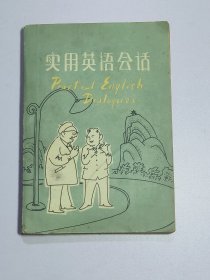 实用英语会话
Practical English
Dialogues